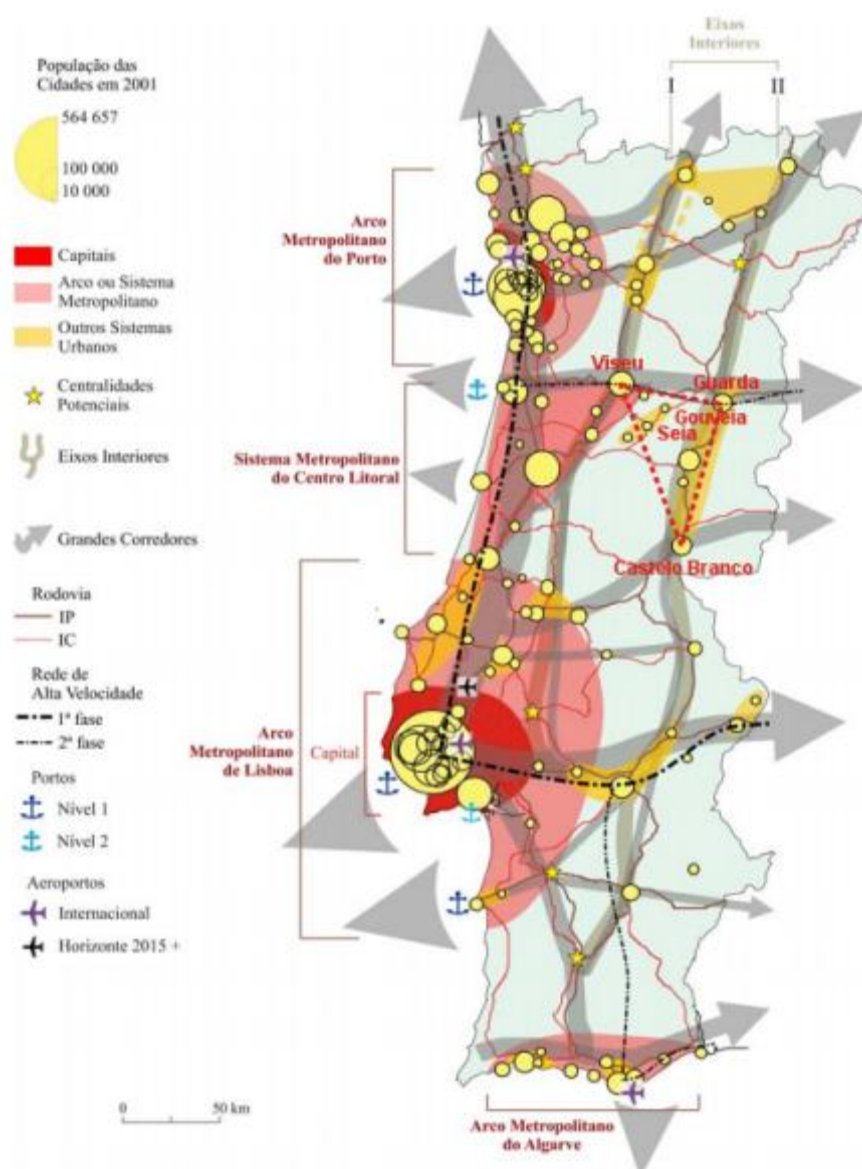 Eixos
Interiores
I
II
População das
Cidades em 2001
564 657
100 000
10 000
Capitais
Arco ou Sistema
Metropolitano
Outros Sistemas
Urbanos
Centralidades
Potenciais
Eixos Interiores
Grandes Corredores
Rodovia
IP
IC
Rede de
Alta Velocidade
1ª fase
2ª fase
Portos
Nível 1
Nível 2
Aeroportos
Internacional
Horizonte 2015 +
0
50 km
Arco
Metropolitano
do Porto
Sistema Metropolitano
do Centro Litoral
Arco
Metropolitano
de Lisboa
Capital
Viseu
Guarda
Gouveia
Seia
Castelo Branco
Arco Metropolitano
do Algarve